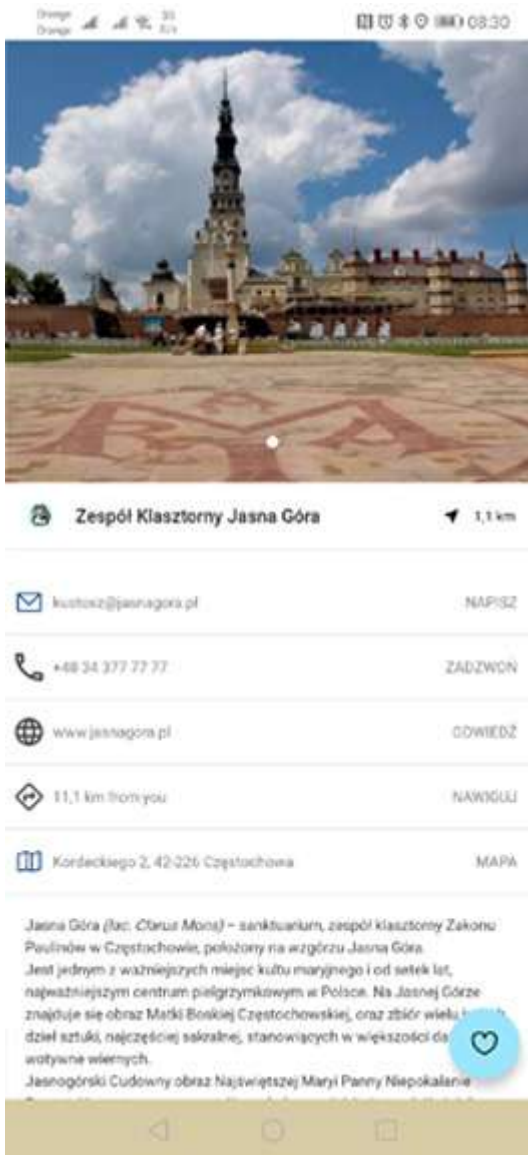 Orange
Orange
08:30
Zespół Klasztorny Jasna Góra
1,1 km
kustosz@jasnagora.pl
NAPISZ
+48 34 377 77 77
ZADZWOŃ
www.jasnagora.pl
ODWIEDŹ
11,1 km from you
NAWIGUJ
Kordeckiego 2, 42-226 Częstochowa
MAPA
Jasna Góra (łac. Clarus Mons) – sanktuarium, zespół klasztorny Zakonu
Paulinów w Częstochowie, położony na wzgórzu Jasna Góra.
Jest jednym z ważniejszych miejsc kultu maryjnego i od setek lat,
najważniejszym centrum pielgrzymkowym w Polsce. Na Jasnej Górze
znajduje się obraz Matki Boskiej Częstochowskiej, oraz zbiór wielu
dzieł sztuki, najczęściej sakralnej, stanowiących w większości
wotywne wiernych.
Jasnogórski Cudowny obraz Najświętszej Maryi Panny Niepokalanie